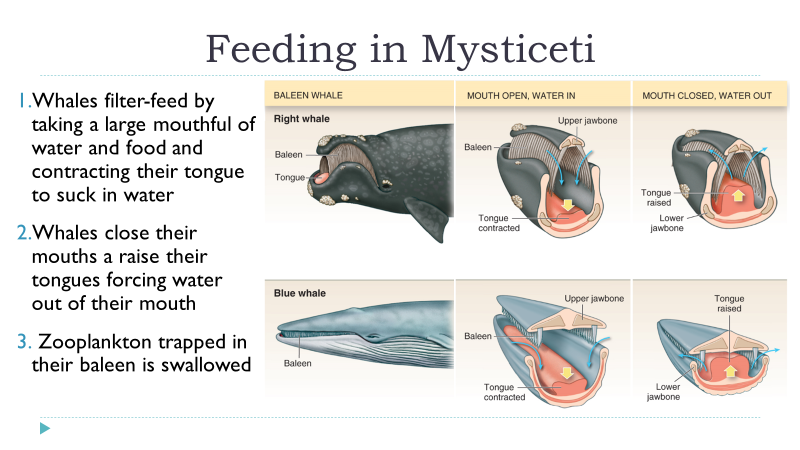 Feeding in Mysticeti
1.Whales filter-feed by
taking a large mouthful of
water and food and
contracting their tongue
to suck in water
2.Whales close their
mouths a raise their
tongues forcing water
out of their mouth
3. Zooplankton trapped in
their baleen is swallowed
BALEEN WHALE
MOUTH OPEN, WATER IN
MOUTH CLOSED, WATER OUT
Right whale
Baleen
Tongue
Upper jawbone
Baleen
Tongue
contracted
Tongue
raised
Lower
jawbone
Blue whale
Baleen
Upper jawbone
Baleen
Tongue
contracted
Tongue
raised
Lower
jawbone